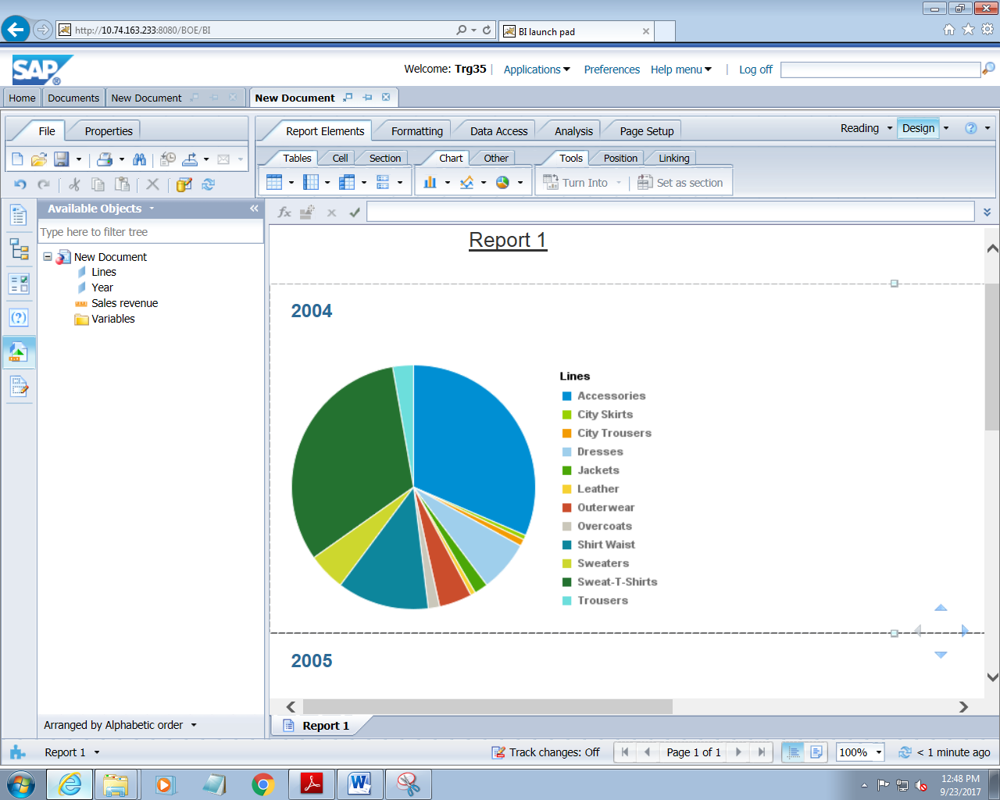 http://10.74.163.233:8080/BOE/BI
BI launch pad
SAP
Welcome: Trg35 | Applications Preferences Help menu | Log off
Home Documents New Document New Document
File Properties
Report Elements Formatting Data Access Analysis Page Setup Reading Design
Tables Cell Section Chart Other Tools Position Linking
Turn Into Set as section
Available Objects
Type here to filter tree
New Document
Lines
Year
Sales revenue
Variables
Arranged by Alphabetic order
Report 1
2004
Lines
Accessories
City Skirts
City Trousers
Dresses
Jackets
Leather
Outerwear
Overcoats
Shirt Waist
Sweaters
Sweat-T-Shirts
Trousers
2005
Report 1
Report 1 Track changes: Off Page 1 of 1 100% < 1 minute ago
12:48 PM
9/23/2017